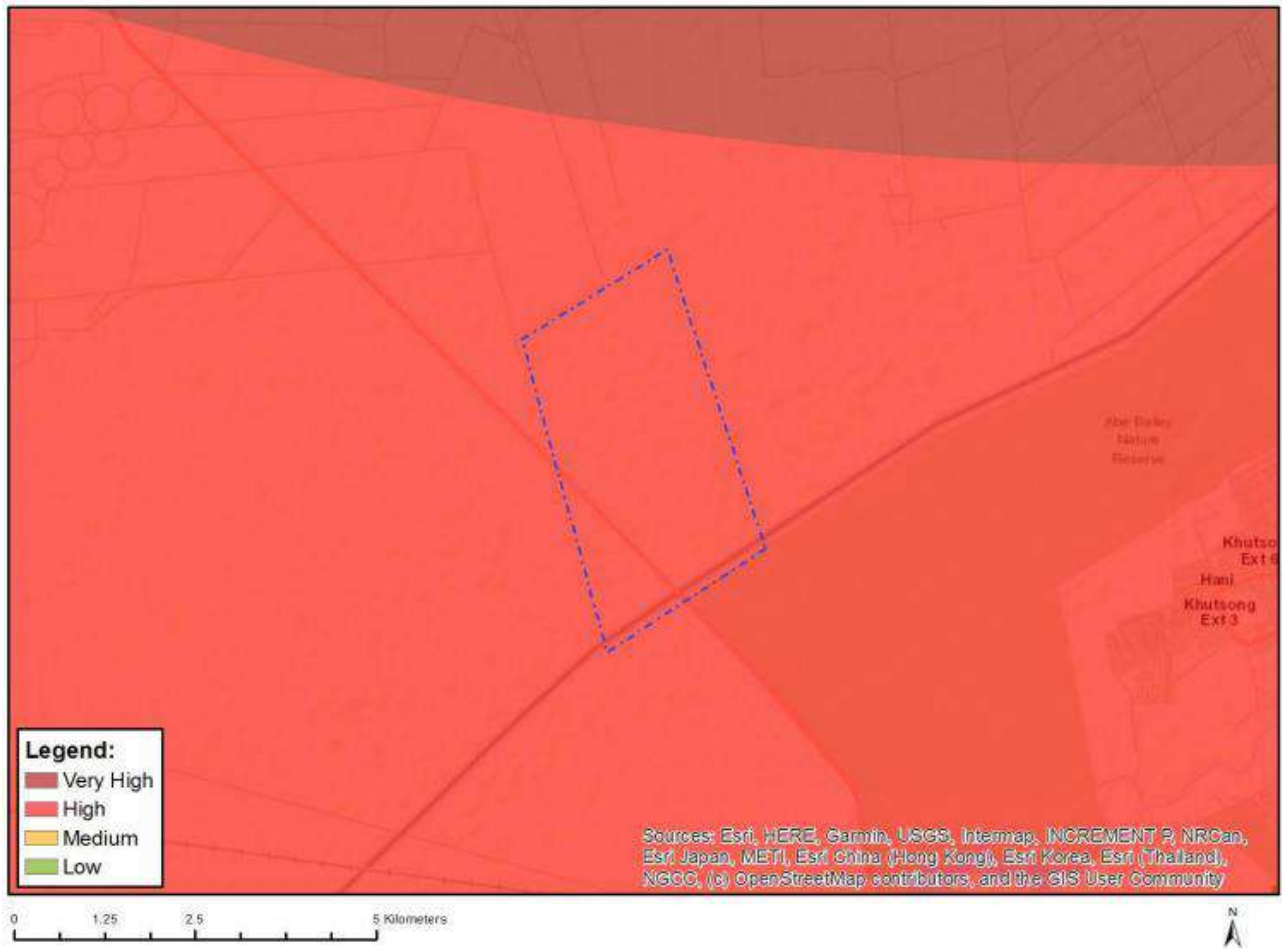 Abe Bailey
Nature
Reserve
Khutso
Ext 6
Hani
Khutsong
Ext 3
Legend:
Very High
High
Medium
Low
Sources: Esri, HERE, Garmin, USGS, Intermap, INCREMENT P, NRCan,
Esri Japan, METI, Esri China (Hong Kong), Esri Korea, Esri (Thailand),
NGCC, (c) OpenStreetMap contributors, and the GIS User Community
0 1.25 2.5 5 Kilometers
N